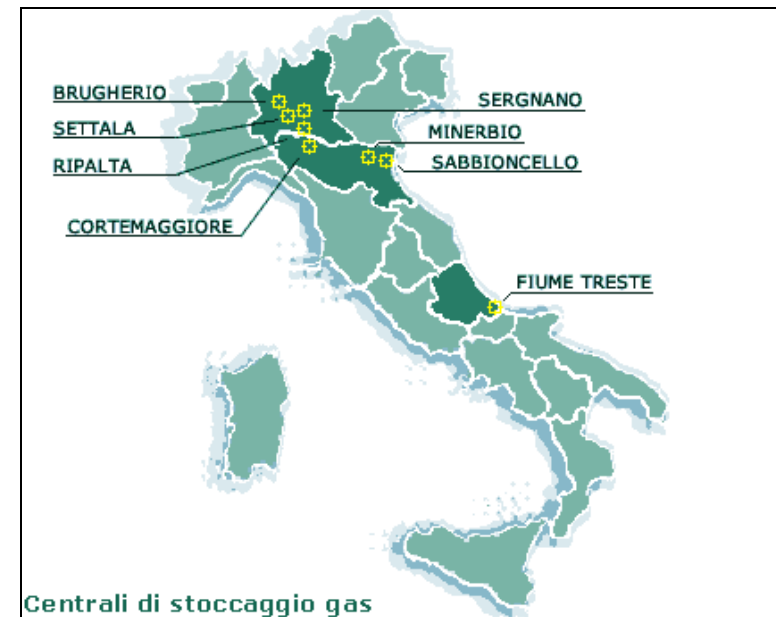 BRUGHERIO
SERGNANO
SETTALA
MINERBIO
RIPALTA
SABBIONCELLO
CORTEMAGGIORE
FIUME TRESTE
Centrali di stoccaggio gas